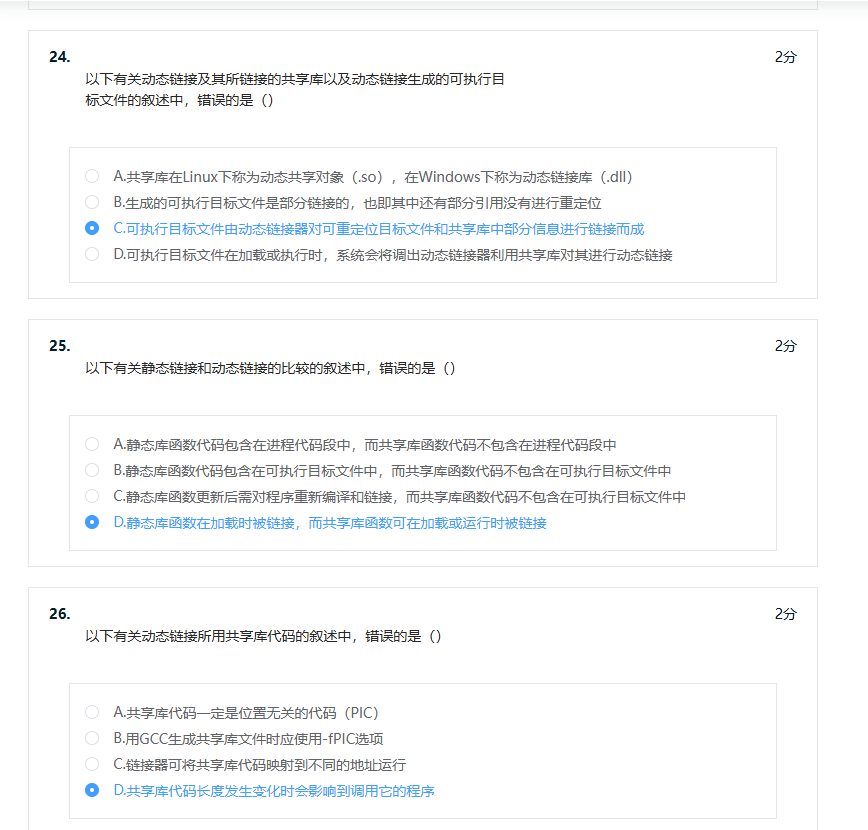 24.
2分
以下有关动态链接及其所链接的共享库以及动态链接生成的可执行目
标文件的叙述中，错误的是（）
A.共享库在Linux下称为动态共享对象（.so），在Windows下称为动态链接库（.dll）
B.生成的可执行目标文件是部分链接的，也即其中还有部分引用没有进行重定位
C.可执行目标文件由动态链接器对可重定位目标文件和共享库中部分信息进行链接而成
D.可执行目标文件在加载或执行时，系统会将调出动态链接器利用共享库对其进行动态链接
25.
2分
以下有关静态链接和动态链接的比较的叙述中，错误的是（）
A.静态库函数代码包含在进程代码段中，而共享库函数代码不包含在进程代码段中
B.静态库函数代码包含在可执行目标文件中，而共享库函数代码不包含在可执行目标文件中
C.静态库函数更新后需对程序重新编译和链接，而共享库函数代码不包含在可执行目标文件中
D.静态库函数在加载时被链接，而共享库函数可在加载或运行时被链接
26.
2分
以下有关动态链接所用共享库代码的叙述中，错误的是（）
A.共享库代码一定是位置无关的代码（PIC）
B.用GCC生成共享库文件时应使用-fPIC选项
C.链接器可将共享库代码映射到不同的地址运行
D.共享库代码长度发生变化时会影响到调用它的程序